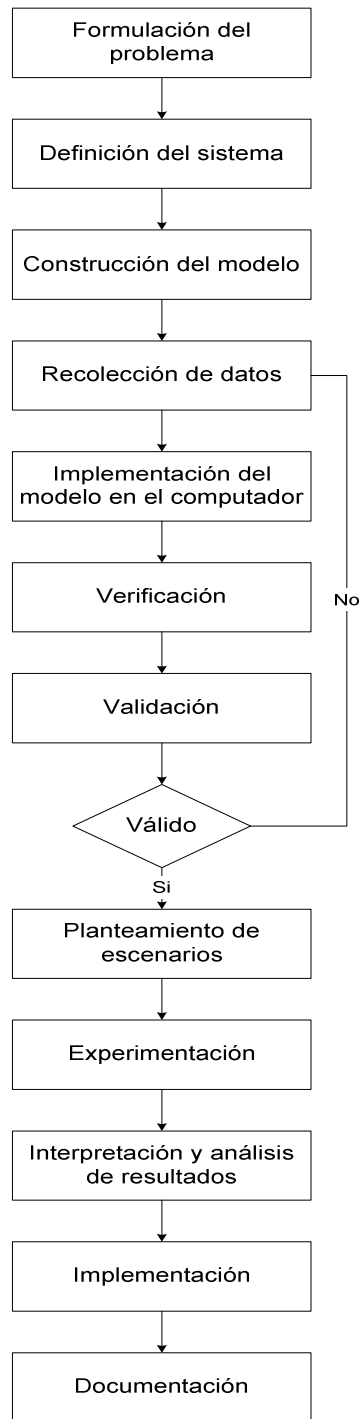 Formulación del
problema
Definición del sistema
Construcción del modelo
Recolección de datos
Implementación del
modelo en el computador
Verificación
No
Validación
Válido
Si
Planteamiento de
escenarios
Experimentación
Interpretación y análisis
de resultados
Implementación
Documentación